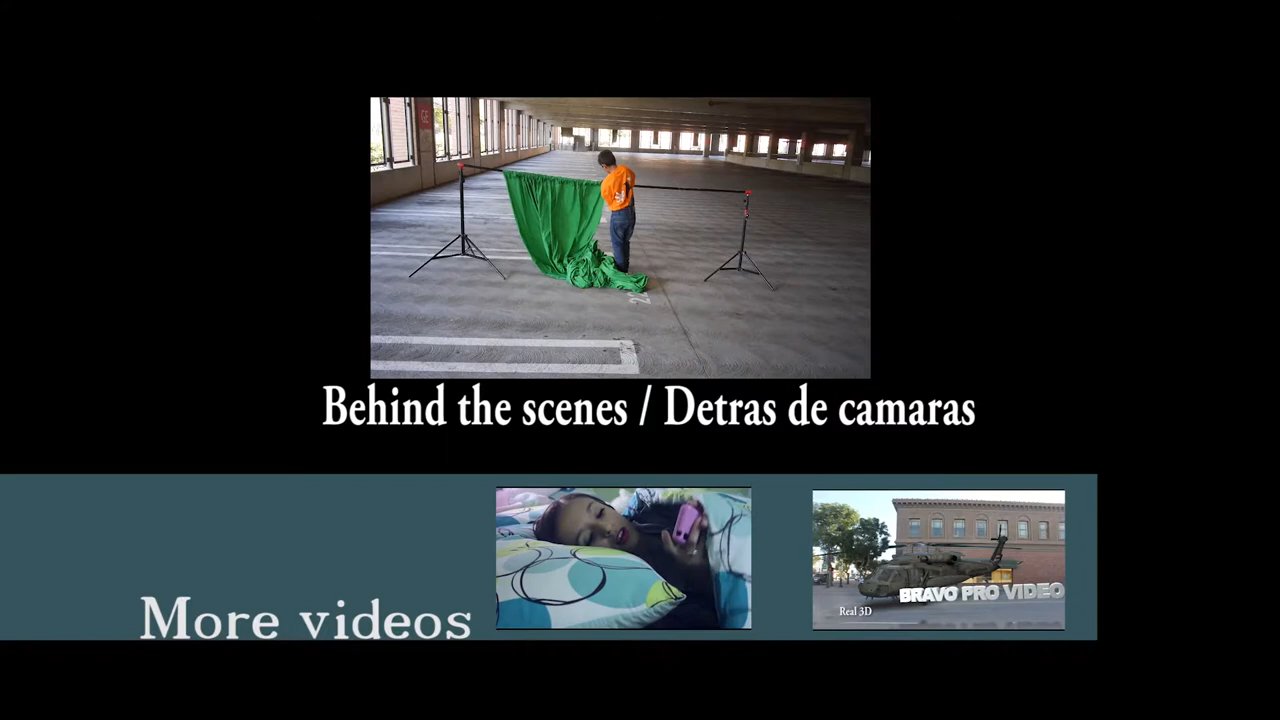 Behind the scenes / Detras de camaras
More videos
BRAVO PRO VIDEO
Real 3D